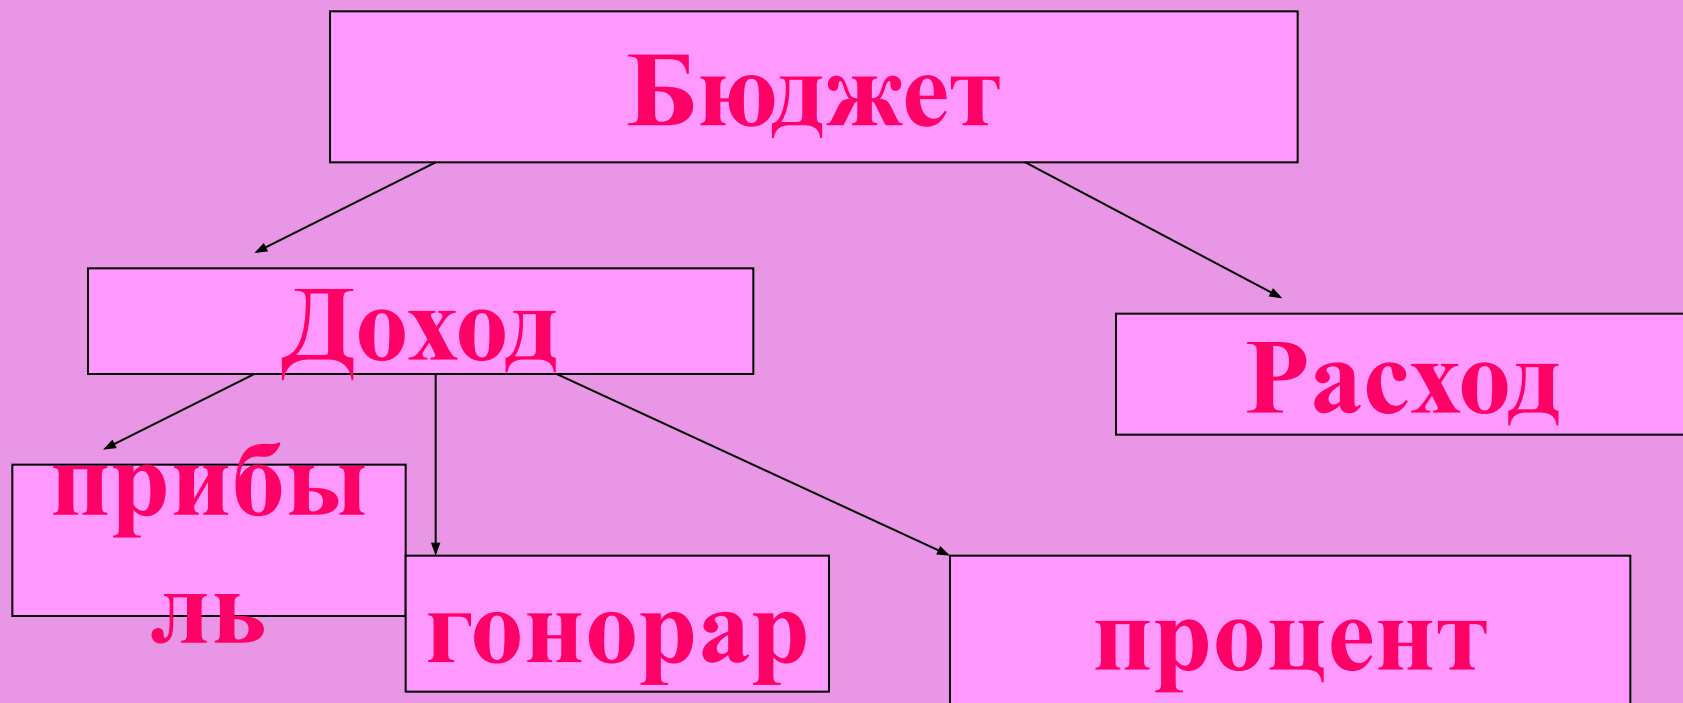 Бюджет
Доход
Расход
прибы
ль
гонорар
процент